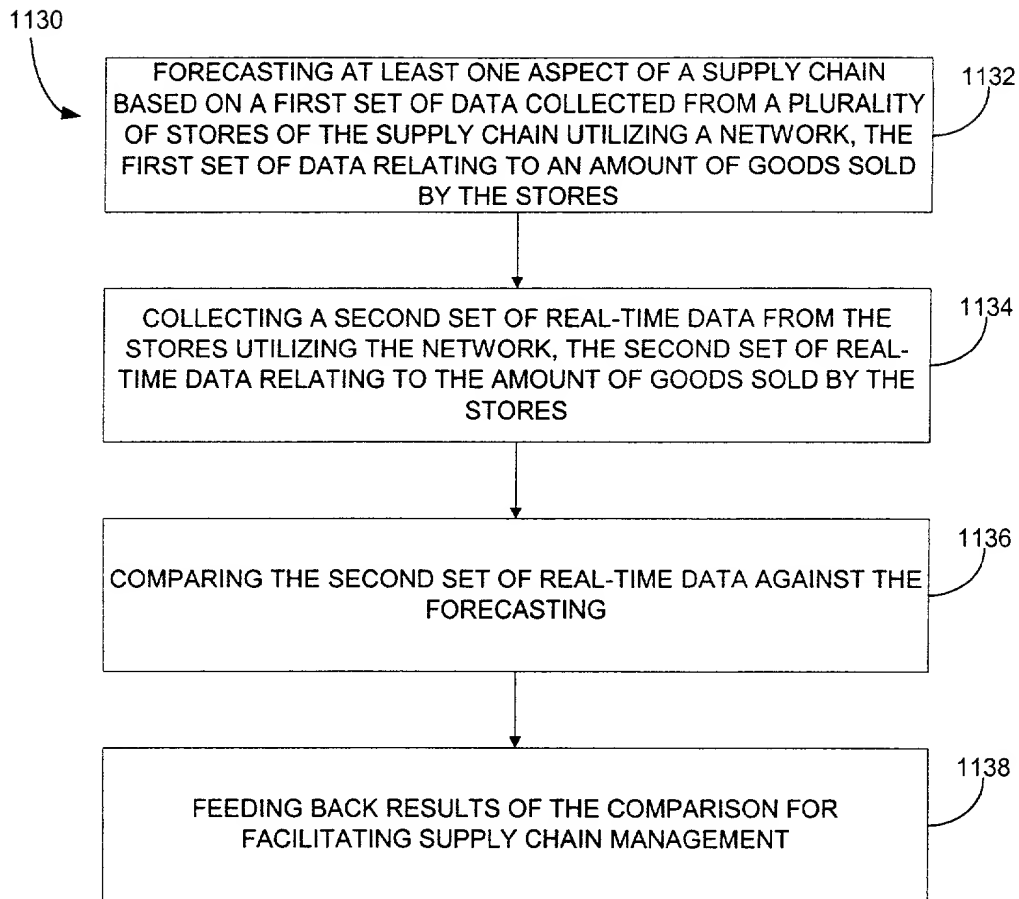 1130
FORECASTING AT LEAST ONE ASPECT OF A SUPPLY CHAIN
BASED ON A FIRST SET OF DATA COLLECTED FROM A PLURALITY
OF STORES OF THE SUPPLY CHAIN UTILIZING A NETWORK, THE
FIRST SET OF DATA RELATING TO AN AMOUNT OF GOODS SOLD
BY THE STORES
1132
COLLECTING A SECOND SET OF REAL-TIME DATA FROM THE
STORES UTILIZING THE NETWORK, THE SECOND SET OF REAL-
TIME DATA RELATING TO THE AMOUNT OF GOODS SOLD BY THE
STORES
1134
COMPARING THE SECOND SET OF REAL-TIME DATA AGAINST THE
FORECASTING
1136
FEEDING BACK RESULTS OF THE COMPARISON FOR
FACILITATING SUPPLY CHAIN MANAGEMENT
1138